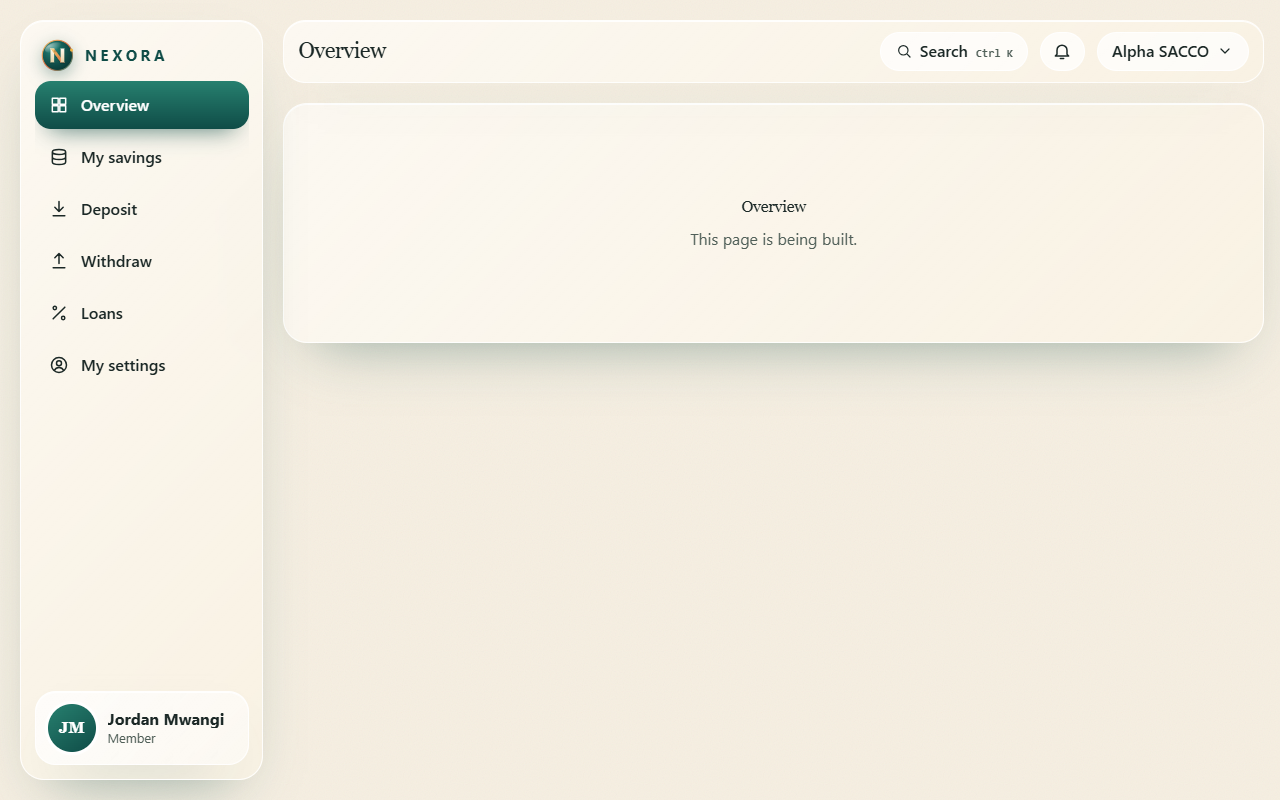 N NEXORA
Overview
My savings
Deposit
Withdraw
Loans
My settings
JM
Jordan Mwangi
Member
Overview
Search Ctrl K
Alpha SACCO
Overview
This page is being built.